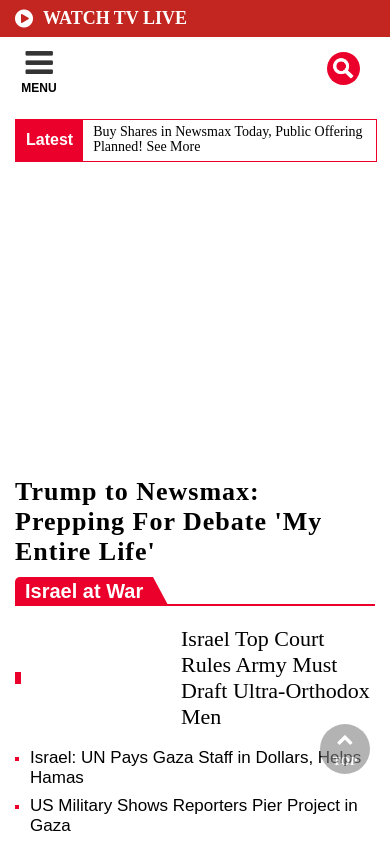 WATCH TV LIVE
MENU
Latest
Buy Shares in Newsmax Today, Public Offering
Planned! See More
Trump to Newsmax:
Prepping For Debate 'My
Entire Life'
Israel at War
Israel Top Court
Rules Army Must
Draft Ultra-Orthodox
Men
Israel: UN Pays Gaza Staff in Dollars, Helps
Hamas
US Military Shows Reporters Pier Project in
Gaza